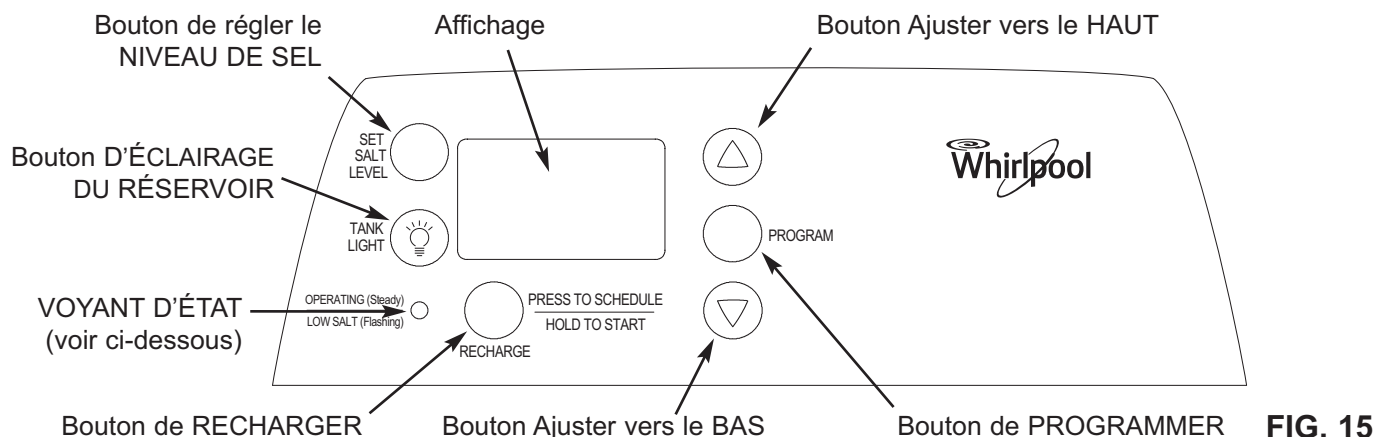 Bouton de régler le
NIVEAU DE SEL
Affichage
Bouton Ajuster vers le HAUT
SET
SALT
LEVEL
Whirlpool
Bouton D'ÉCLAIRAGE
DU RÉSERVOIR
TANK
LIGHT
PROGRAM
VOYANT D'ÉTAT
(voir ci-dessous)
OPERATING (Steady)
LOW SALT (Flashing)
PRESS TO SCHEDULE
HOLD TO START
RECHARGE
Bouton de RECHARGER
Bouton Ajuster vers le BAS
Bouton de PROGRAMMER
FIG. 15